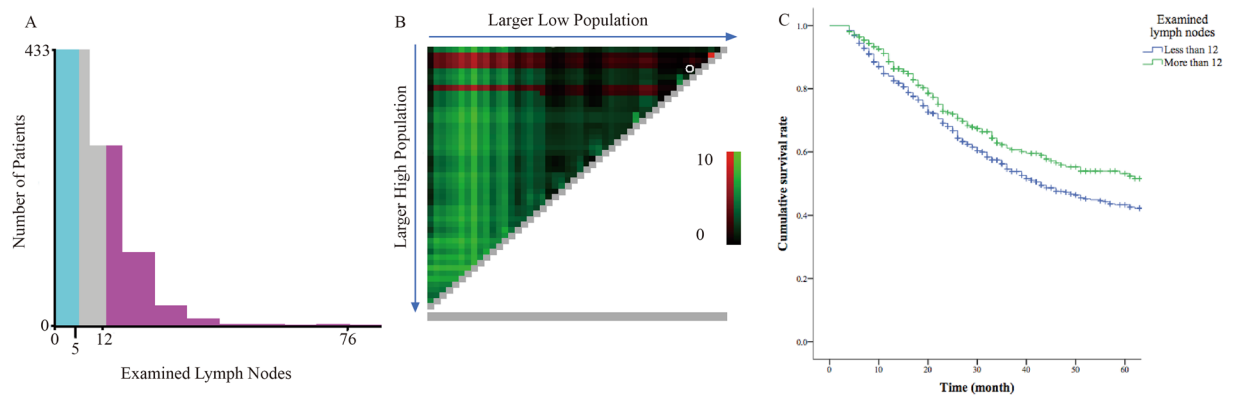 A
433
Number of Patients
0
0
5
12
76
Examined Lymph Nodes
B
Larger Low Population
Larger High Population
10
0
C
Examined
lymph nodes
Less than 12
More than 12
Cumulative survival rate
1.0
0.8
0.6
0.4
0.2
0.0
0
10
20
30
40
50
60
Time (month)